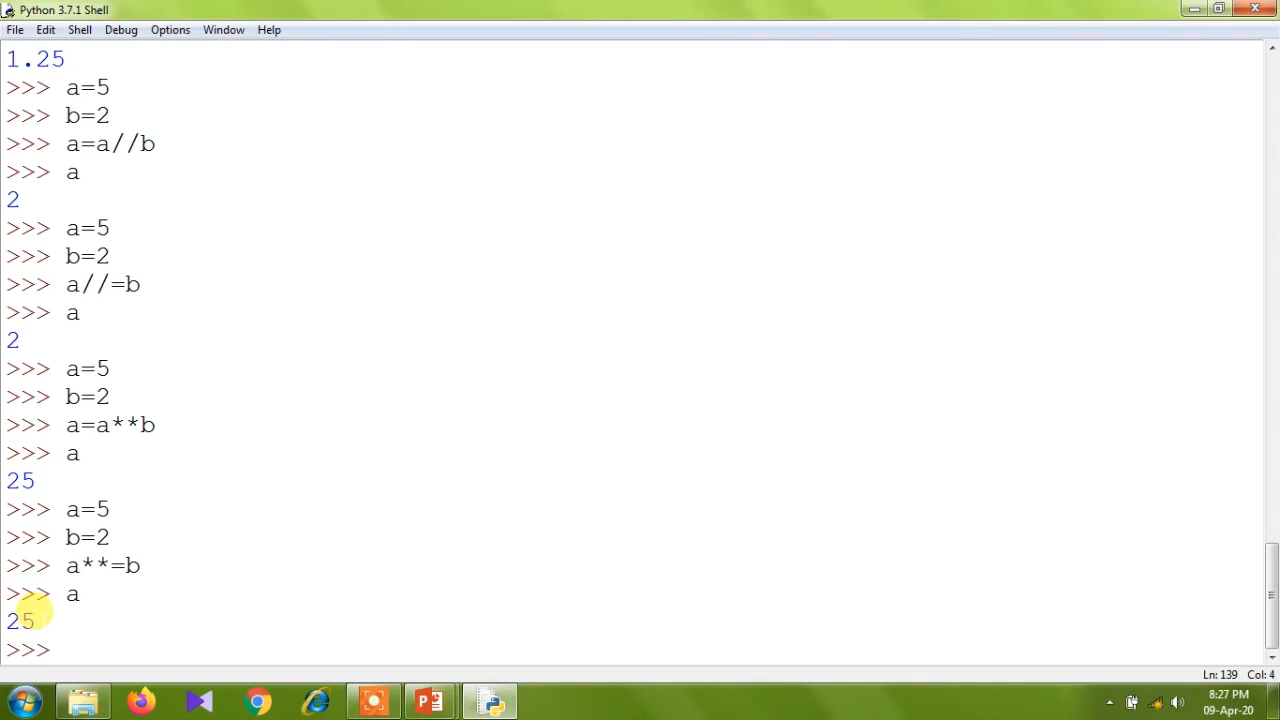 Python 3.7.1 Shell
File Edit Shell Debug Options Window Help
1.25
>>> a=5
>>> b=2
>>> a=a//b
>>> a
2
>>> a=5
>>> b=2
>>> a//=b
>>> a
2
>>> a=5
>>> b=2
>>> a=a**b
>>> a
25
>>> a=5
>>> b=2
>>> a**=b
>>> a
25
>>>
Ln: 139 Col: 4
8:27 PM
09-Apr-20